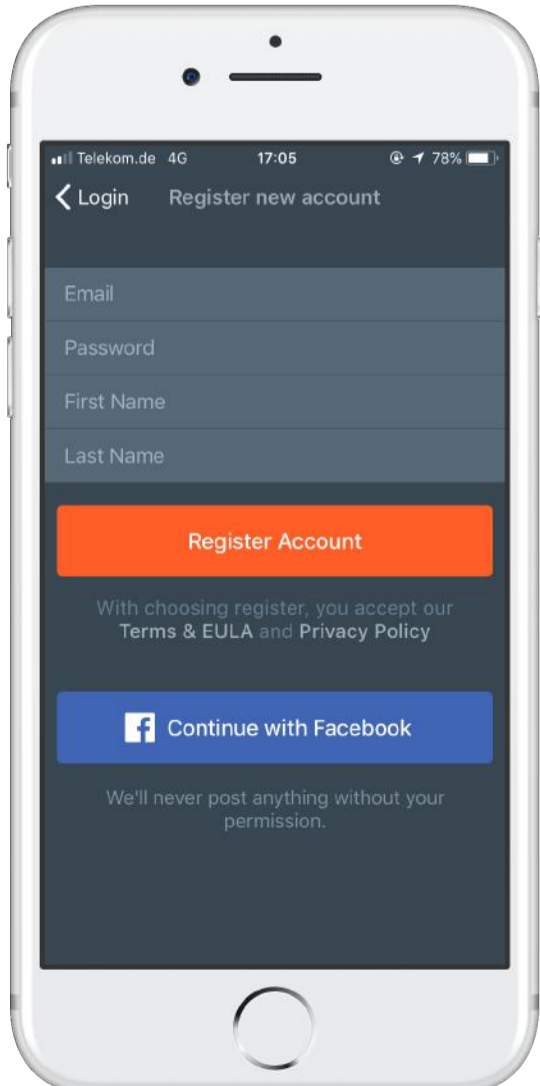 Telekom.de 4G 17:05 78%
Login Register new account
Email
Password
First Name
Last Name
Register Account
With choosing register, you accept our
Terms & EULA and Privacy Policy
f Continue with Facebook
We'll never post anything without your
permission.